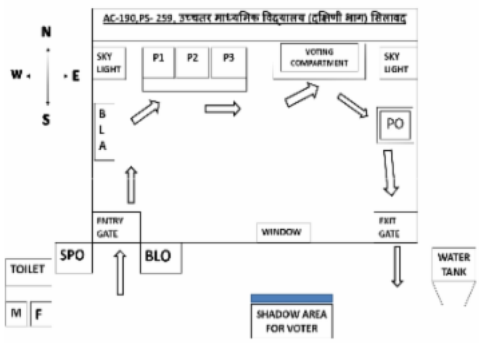 AC-190,PS- 259, उच्चतर माध्यमिक विद्यालय (दक्षिणी भाग) सिलावद
N
W
E
S
SKY
LIGHT
P1
P2
P3
VOTING
COMPARTMENT
SKY
LIGHT
B
L
A
PO
ENTRY
GATE
WINDOW
EXIT
GATE
SPO
BLO
TOILET
M
F
WATER
TANK
SHADOW AREA
FOR VOTER